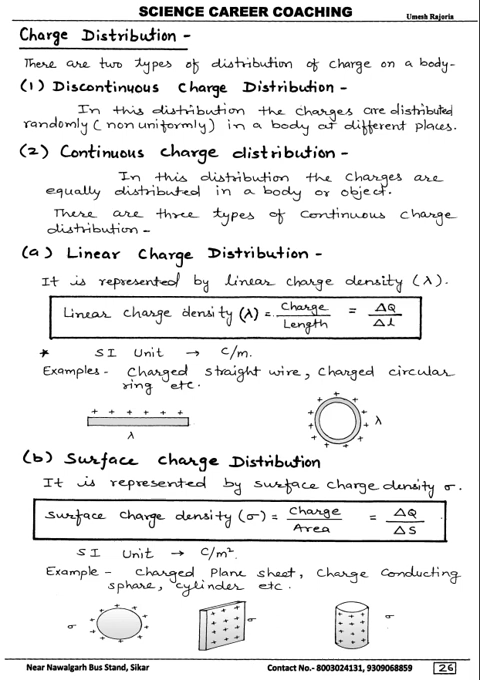 SCIENCE CAREER COACHING
Umesh Rajoria
Charge Distribution -
There are two types of distribution of charge on a body-
(1) Discontinuous Charge Distribution -
In this distribution the charges are distributed
randomly (non uniformly) in a body at different places.
(2) Continuous charge distribution -
In this distribution the charges are
equally distributed in a body or object.
There are three types of continuous charge
distribution -
(a) Linear Charge Distribution -
It is represented by linear charge density (λ).
Linear charge density (λ) = Charge/Length = ΔQ/Δl
* SI Unit → C/m.
Examples - Charged straight wire, Charged circular
ring etc.
+ + + + + +
λ
+ + + + + + + + + + λ
(b) Surface Charge Distribution
It is represented by surface charge density σ.
Surface charge density (σ) = Charge/Area = ΔQ/ΔS
SI Unit → C/m².
Example - Charged Plane sheet, Charge Conducting
sphare, cylinder etc.
σ
σ
σ
Near Nawalgarh Bus Stand, Sikar
Contact No.- 8003024131, 9309068859
26